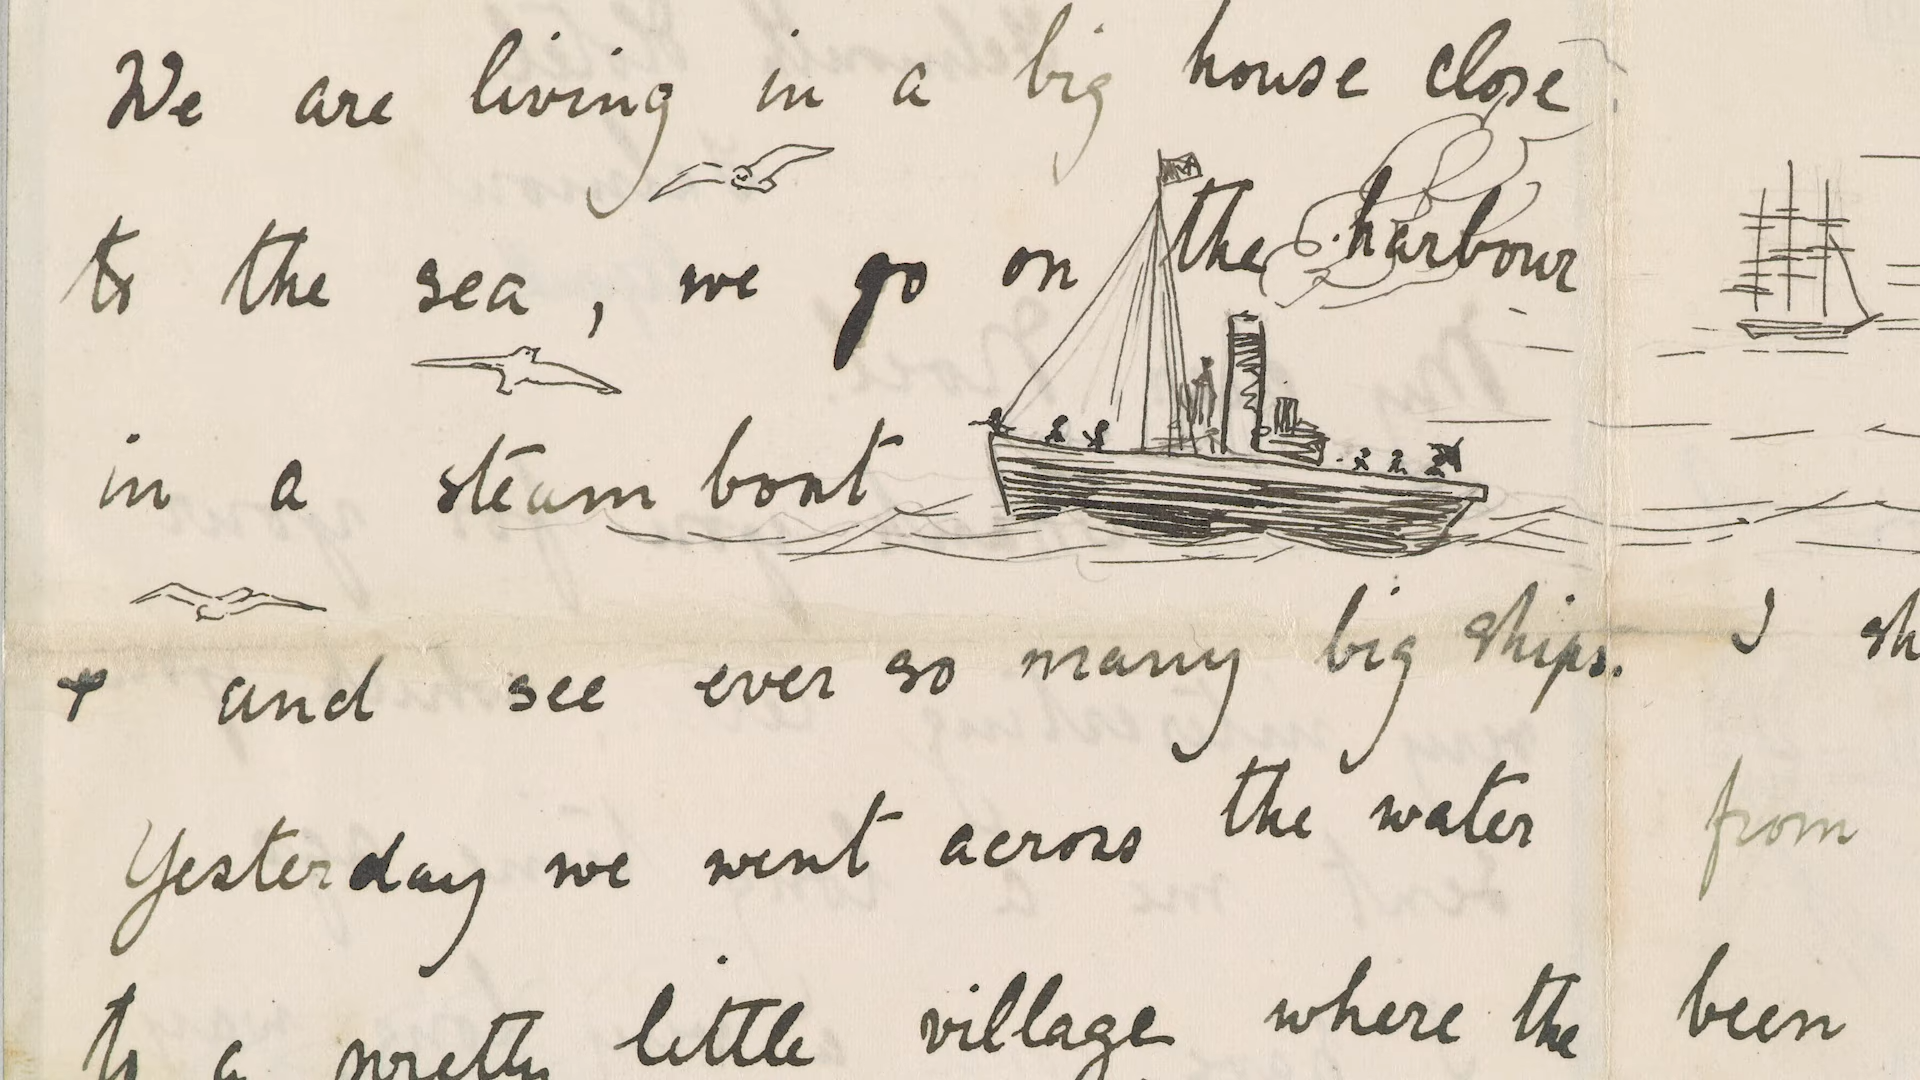 We are living in a big house close
to the sea, we go on the harbour
in a steam boat
+ and see ever so many big ships.
Yesterday we went across the water
to a pretty little village where the
I sh
from
been